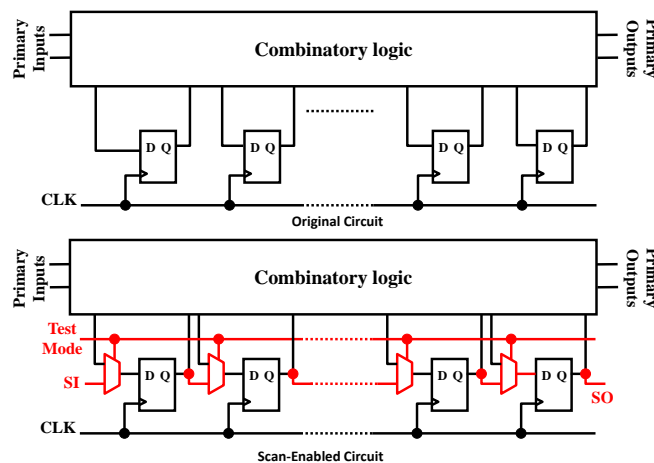 Primary
Inputs
Combinatory logic
Primary
Outputs
D Q
D Q
D Q
D Q
CLK
Original Circuit
Primary
Inputs
Combinatory logic
Primary
Outputs
Test
Mode
SI
D Q
D Q
D Q
D Q
SO
CLK
Scan-Enabled Circuit